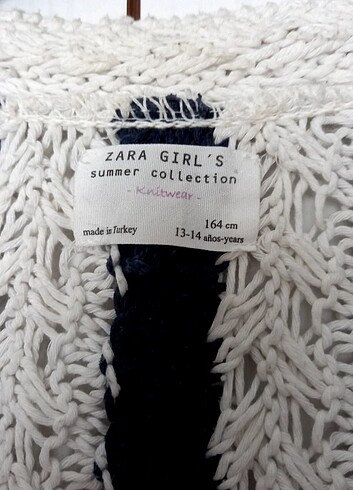 ZARA GIRL´S
summer collection
- Knitwear -
164 cm
made in Turkey 13-14 años-years